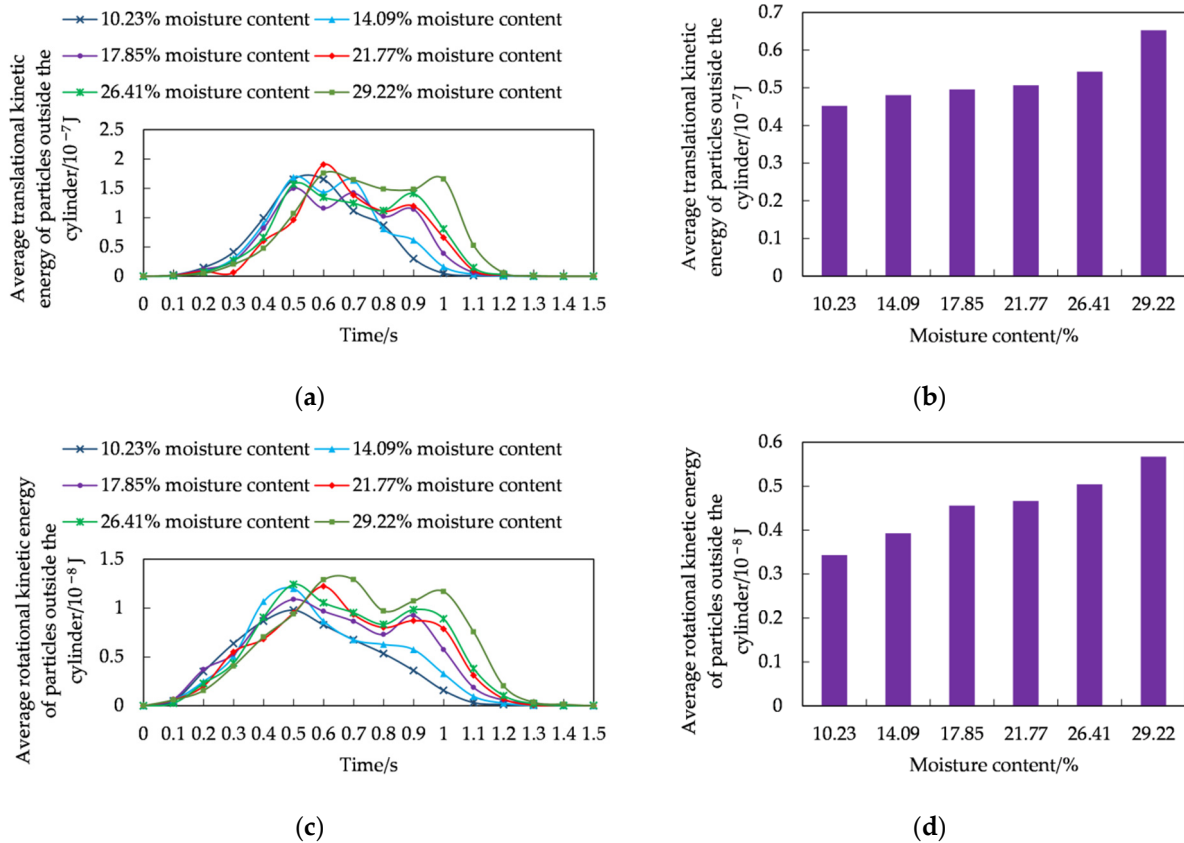 10.23% moisture content
14.09% moisture content
17.85% moisture content
21.77% moisture content
26.41% moisture content
29.22% moisture content
Average translational kinetic
energy of particles outside the
cylinder/10⁻⁷ J
2.5
2
1.5
1
0.5
0
0 0.1 0.2 0.3 0.4 0.5 0.6 0.7 0.8 0.9 1 1.1 1.2 1.3 1.4 1.5
Time/s
(a)
Average translational kinetic
energy of particles outside the
cylinder/10⁻⁷ J
0.7
0.6
0.5
0.4
0.3
0.2
0.1
0
10.23 14.09 17.85 21.77 26.41 29.22
Moisture content/%
(b)
10.23% moisture content
14.09% moisture content
17.85% moisture content
21.77% moisture content
26.41% moisture content
29.22% moisture content
Average rotational kinetic energy
of particles outside the
cylinder/10⁻⁸ J
1.5
1
0.5
0
0 0.1 0.2 0.3 0.4 0.5 0.6 0.7 0.8 0.9 1 1.1 1.2 1.3 1.4 1.5
Time/s
(c)
Average rotational kinetic energy
of particles outside the
cylinder/10⁻⁸ J
0.6
0.5
0.4
0.3
0.2
0.1
0
10.23 14.09 17.85 21.77 26.41 29.22
Moisture content/%
(d)